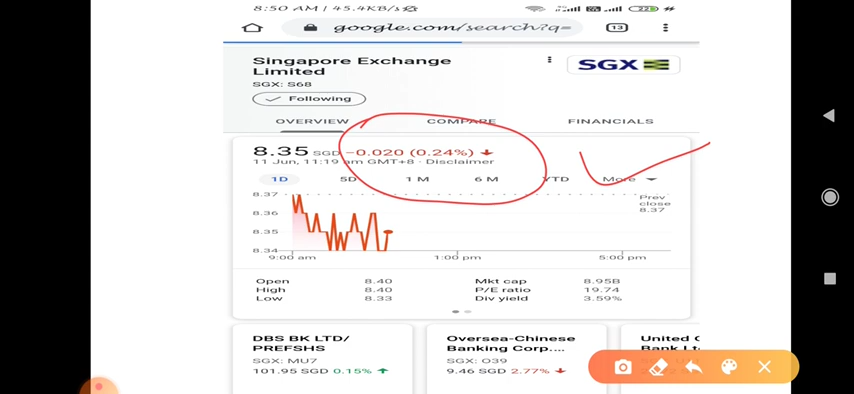 8:50 AM / 45.4KB/s
google.com/search?q=
13
Singapore Exchange
Limited
SGX: S68
Following
SGX
OVERVIEW
COMPARE
FINANCIALS
8.35 SGD -0.020 (0.24%)
11 Jun, 11:19 am GMT+8 · Disclaimer
1D 5D 1 M 6 M YTD More
8.37
8.36
8.35
8.34
Prev
close
8.37
9:00 am 1:00 pm 5:00 pm
Open 8.40 Mkt cap 8.95B
High 8.40 P/E ratio 19.74
Low 8.33 Div yield 3.59%
DBS BK LTD/
PREFSHS
SGX: MU7
101.95 SGD 0.15%
Oversea-Chinese
Banking Corp....
SGX: O39
9.46 SGD 2.77%
United
Bank